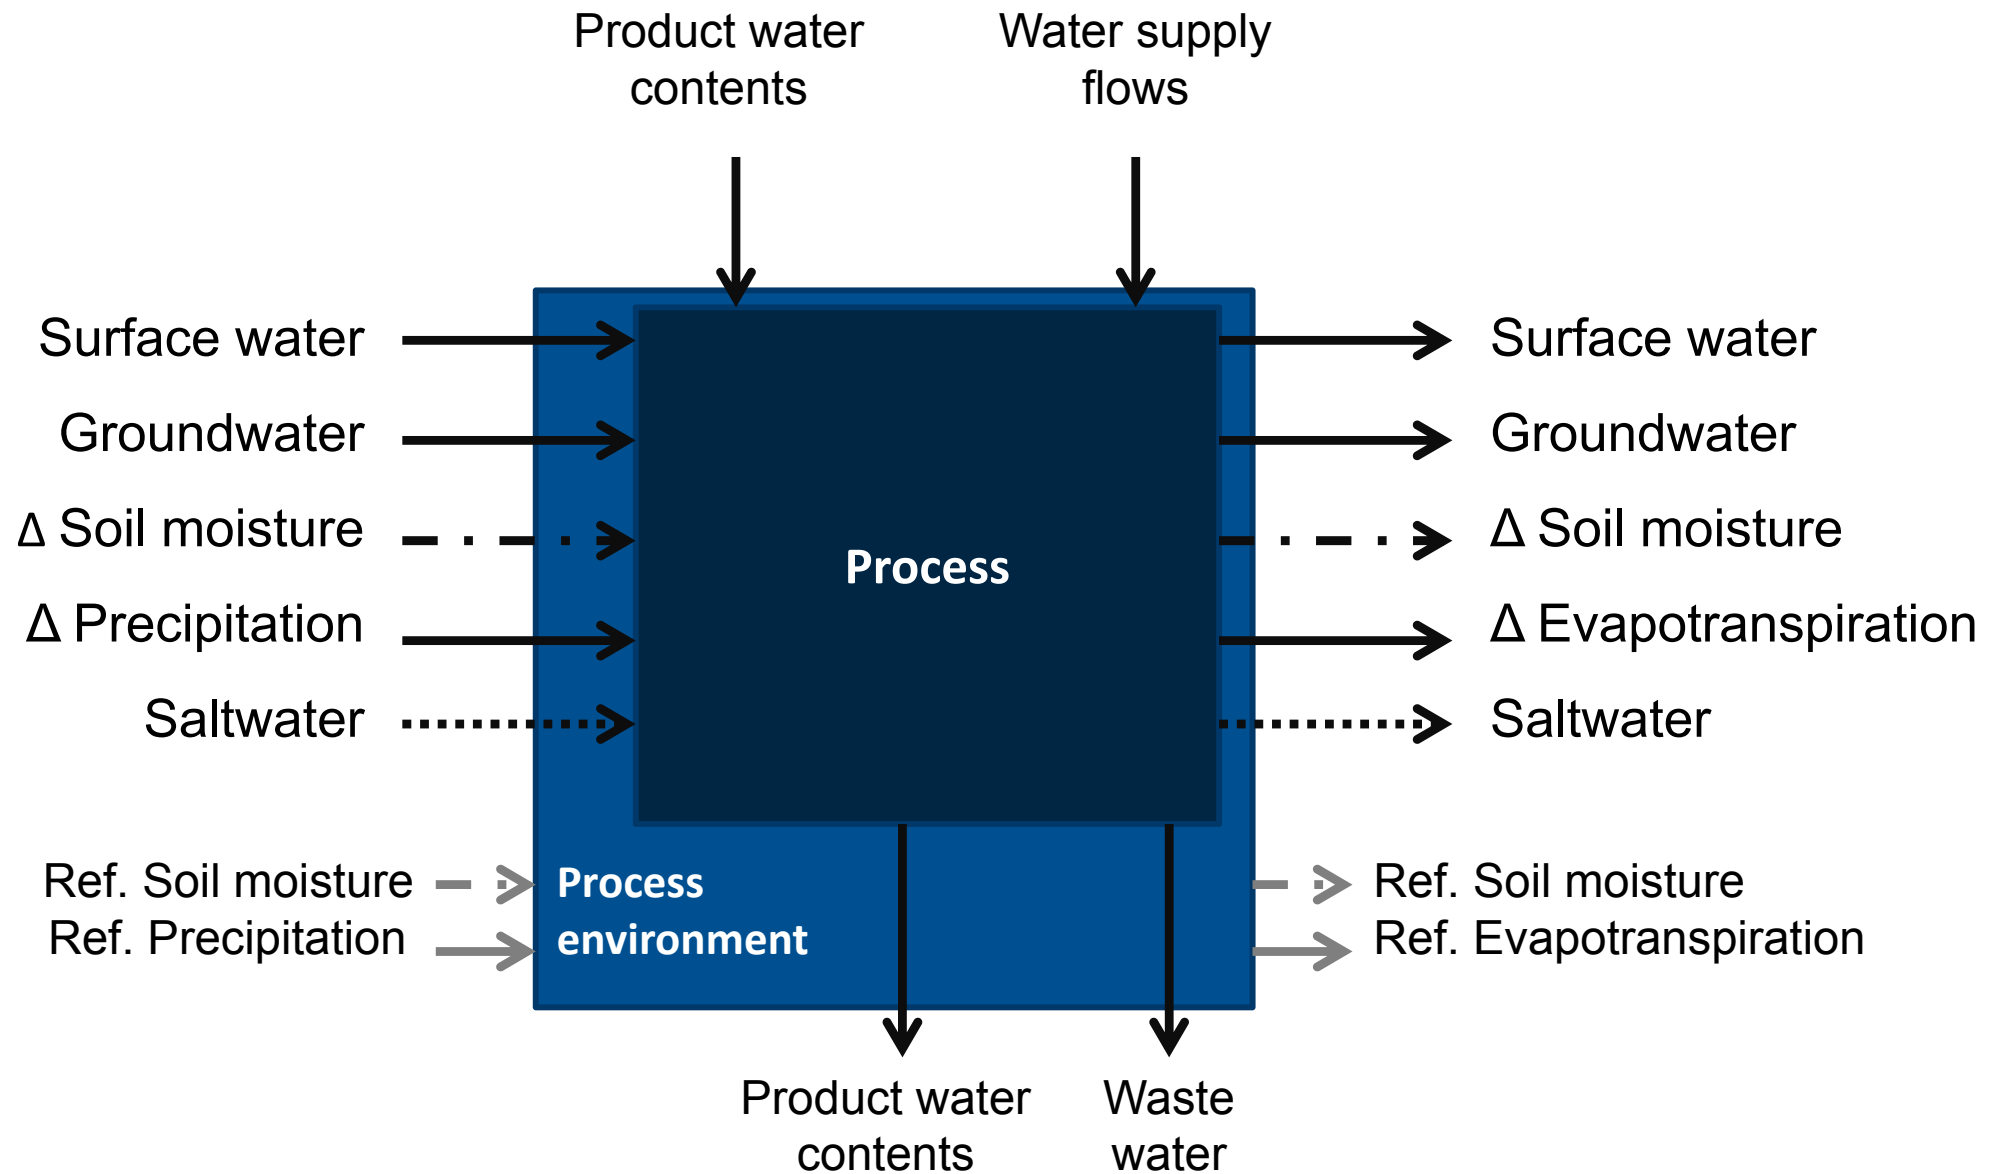 Product water
contents
Water supply
flows
Surface water
Groundwater
Δ Soil moisture
Δ Precipitation
Saltwater
Process
Surface water
Groundwater
Δ Soil moisture
Δ Evapotranspiration
Saltwater
Ref. Soil moisture
Ref. Precipitation
Process
environment
Ref. Soil moisture
Ref. Evapotranspiration
Product water
contents
Waste
water